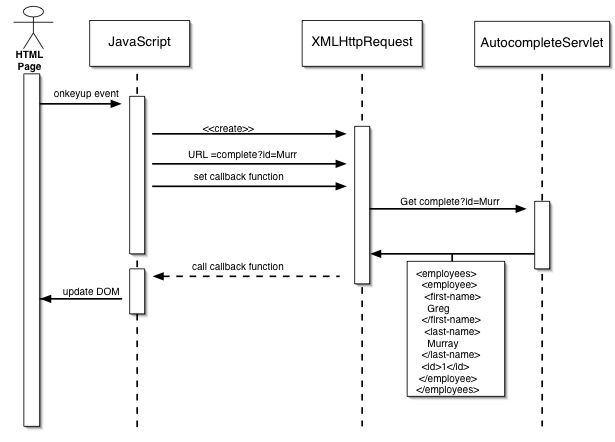 JavaScript
XMLHttpRequest
AutocompleteServlet
HTML
Page
onkeyup event
<<create>>
URL =complete?id=Murr
set callback function
Get complete?id=Murr
call callback function
update DOM
<employees>
<employee>
<first-name>
Greg
</first-name>
<last-name>
Murray
</last-name>
<id>1</id>
</employee>
</employees>